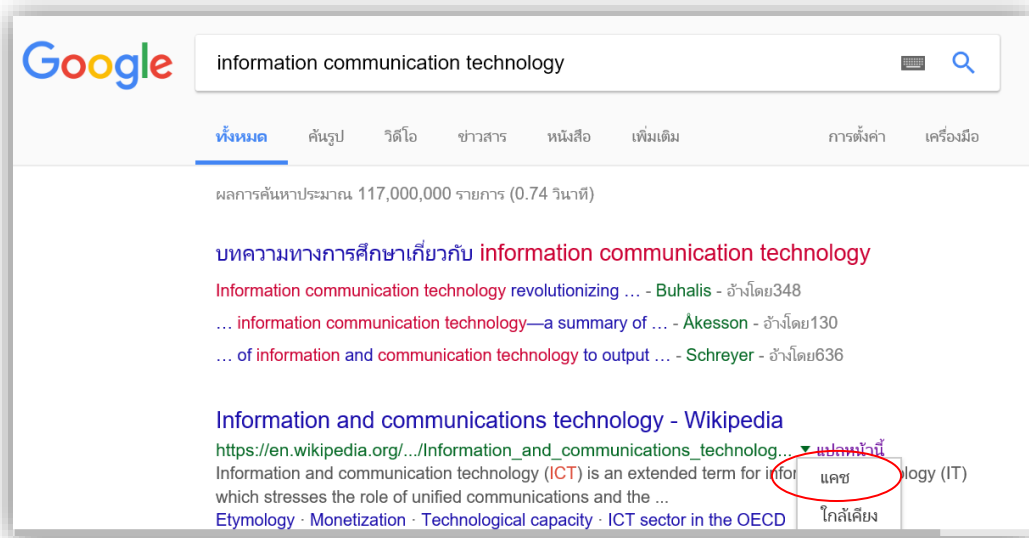 Google
information communication technology
ทั้งหมด ค้นรูป วิดีโอ ข่าวสาร หนังสือ เพิ่มเติม การตั้งค่า เครื่องมือ
ผลการค้นหาประมาณ 117,000,000 รายการ (0.74 วินาที)
บทความทางการศึกษาเกี่ยวกับ information communication technology
Information communication technology revolutionizing … - Buhalis - อ้างโดย348
… information communication technology—a summary of … - Åkesson - อ้างโดย130
… of information and communication technology to output … - Schreyer - อ้างโดย636
Information and communications technology - Wikipedia
https://en.wikipedia.org/.../Information_and_communications_technolog... แปลหน้านี้
Information and communication technology (ICT) is an extended term for (IT)
แคช
which stresses the role of unified communications and the ...
Etymology · Monetization · Technological capacity · ICT sector in the OECD
ใกล้เคียง